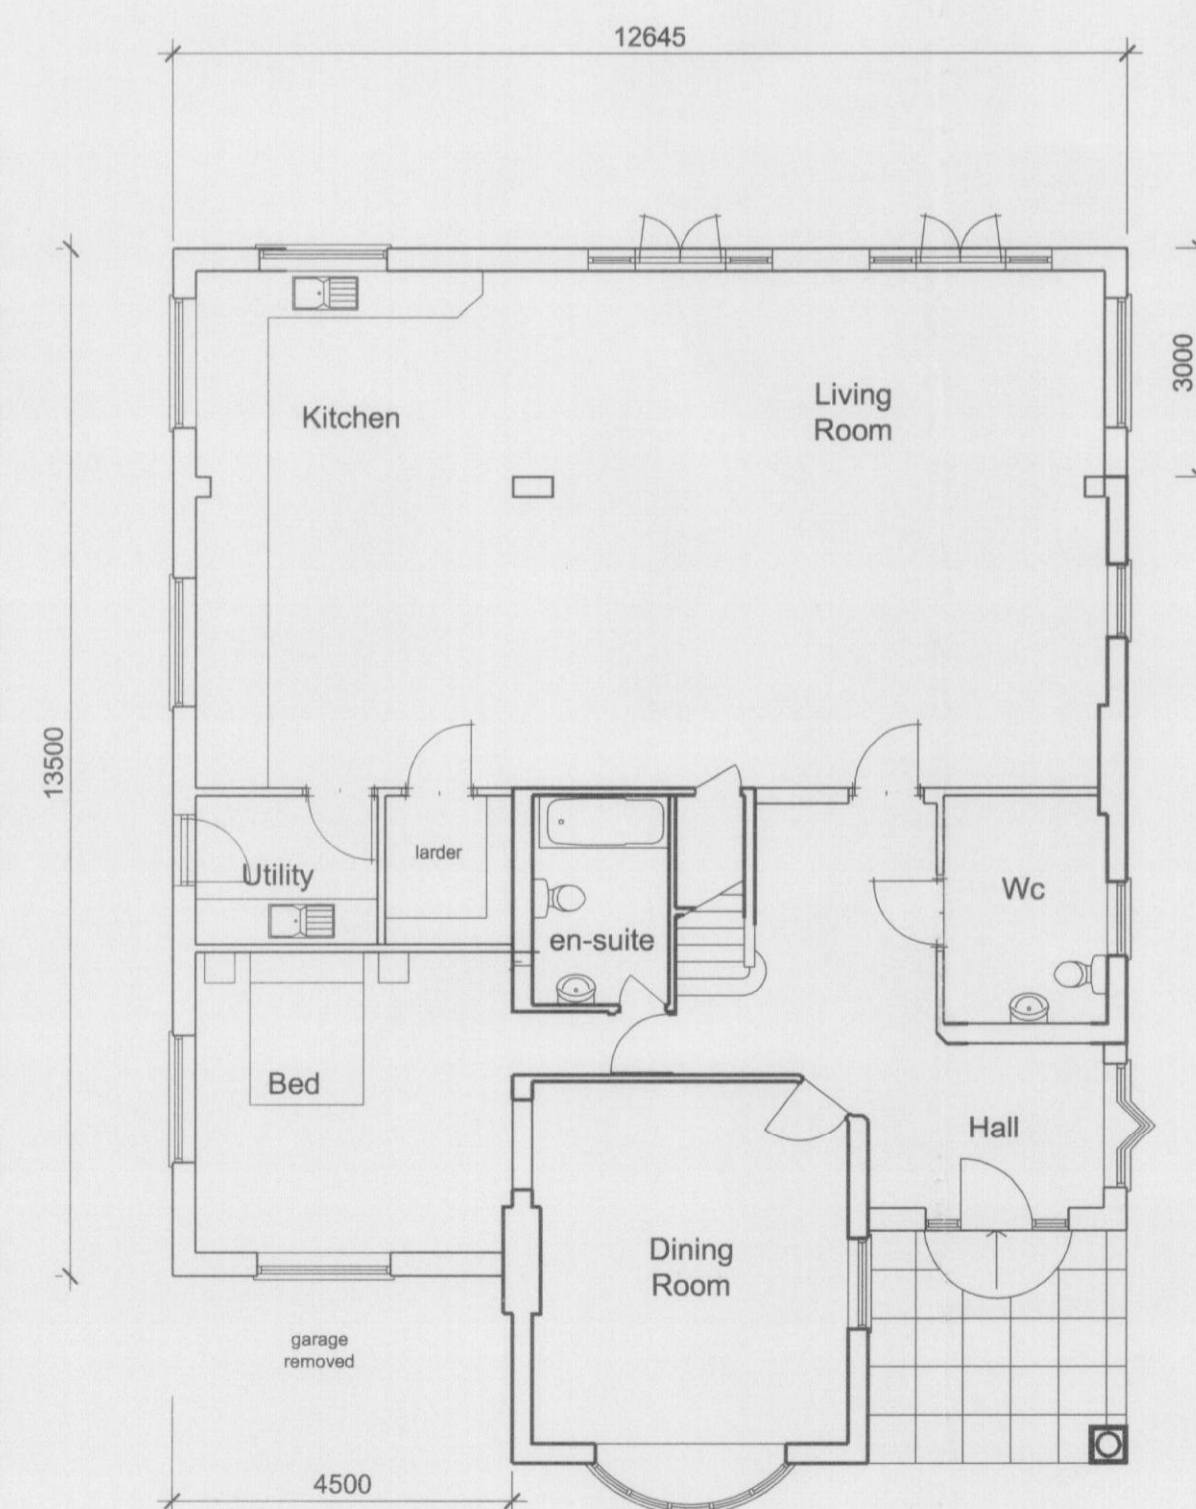 12645
3000
Living
Room
Kitchen
13500
larder
Utility
Wc
en-suite
Bed
Hall
Dining
Room
garage
removed
4500